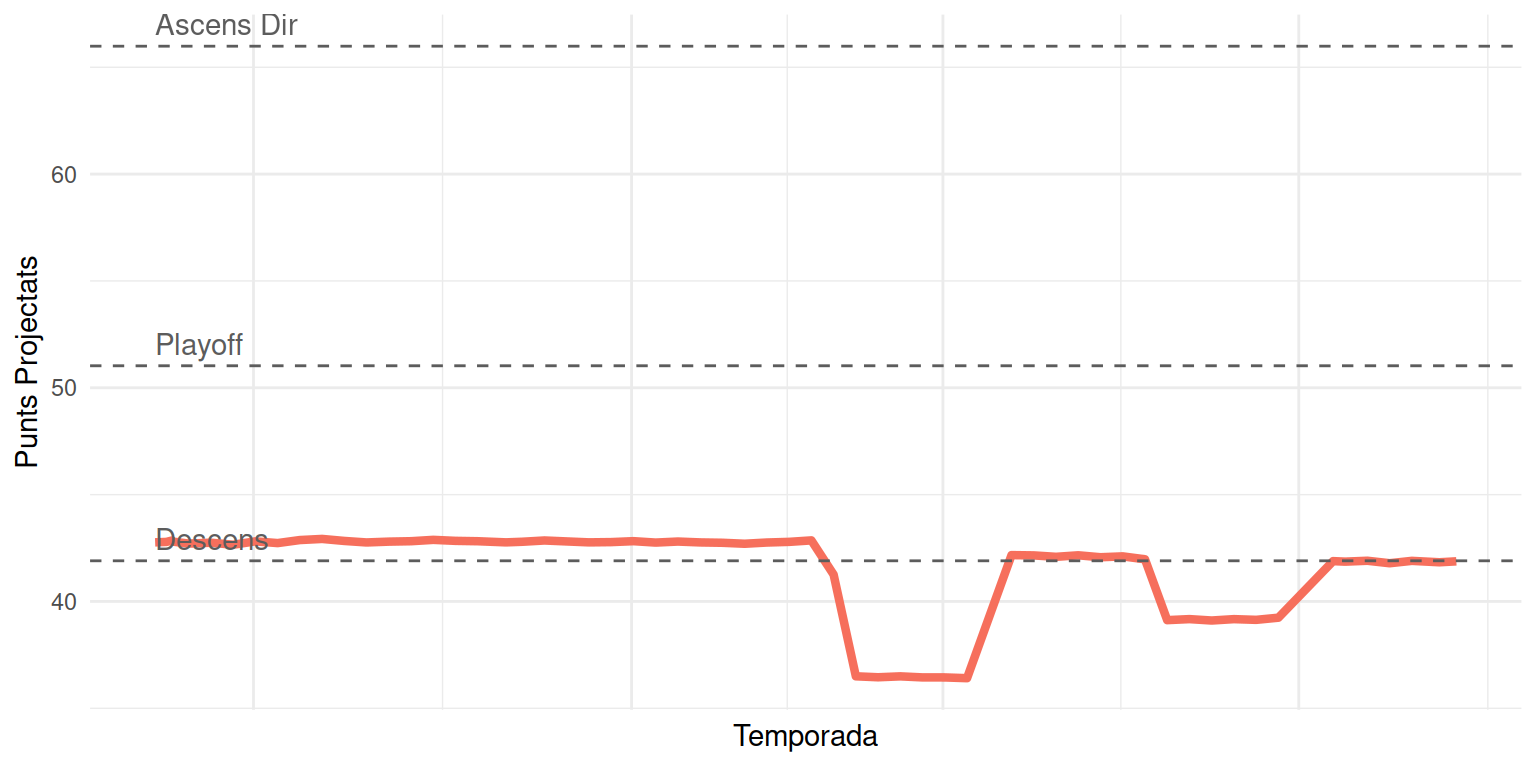 Ascens Dir
60
Playoff
50
Descens
40
Punts Projectats
Temporada